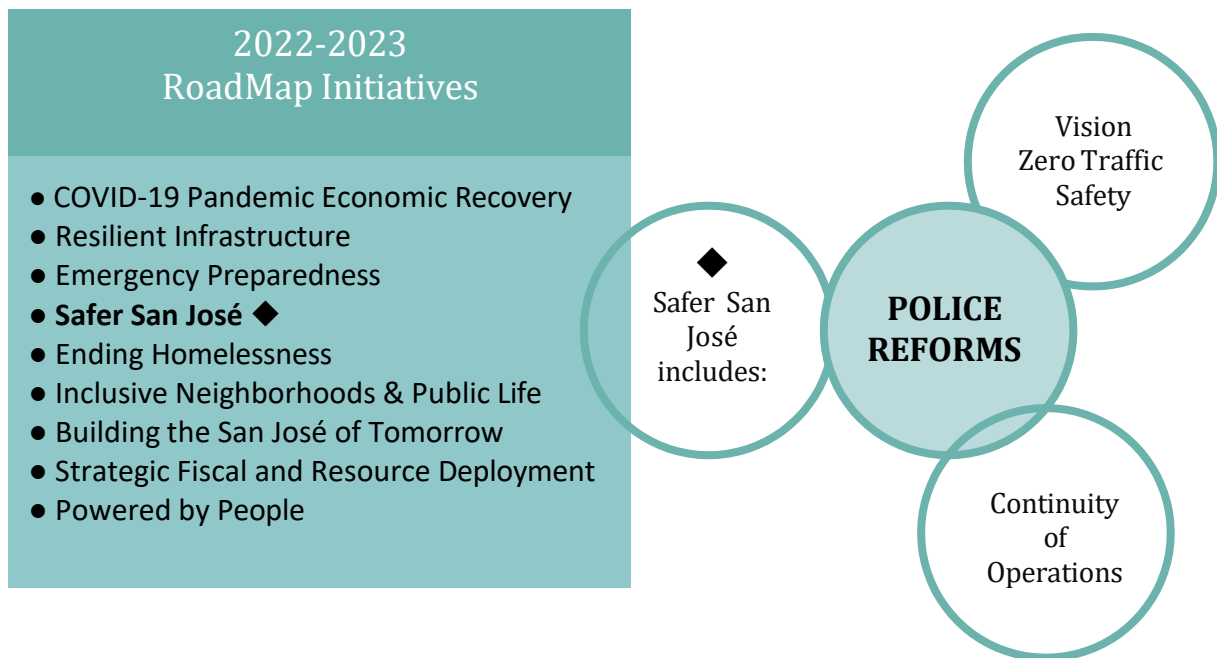 2022-2023
RoadMap Initiatives
● COVID-19 Pandemic Economic Recovery
● Resilient Infrastructure
● Emergency Preparedness
● Safer San José ◆
● Ending Homelessness
● Inclusive Neighborhoods & Public Life
● Building the San José of Tomorrow
● Strategic Fiscal and Resource Deployment
● Powered by People
◆
Safer San
José
includes:
POLICE
REFORMS
Vision
Zero Traffic
Safety
Continuity
of
Operations